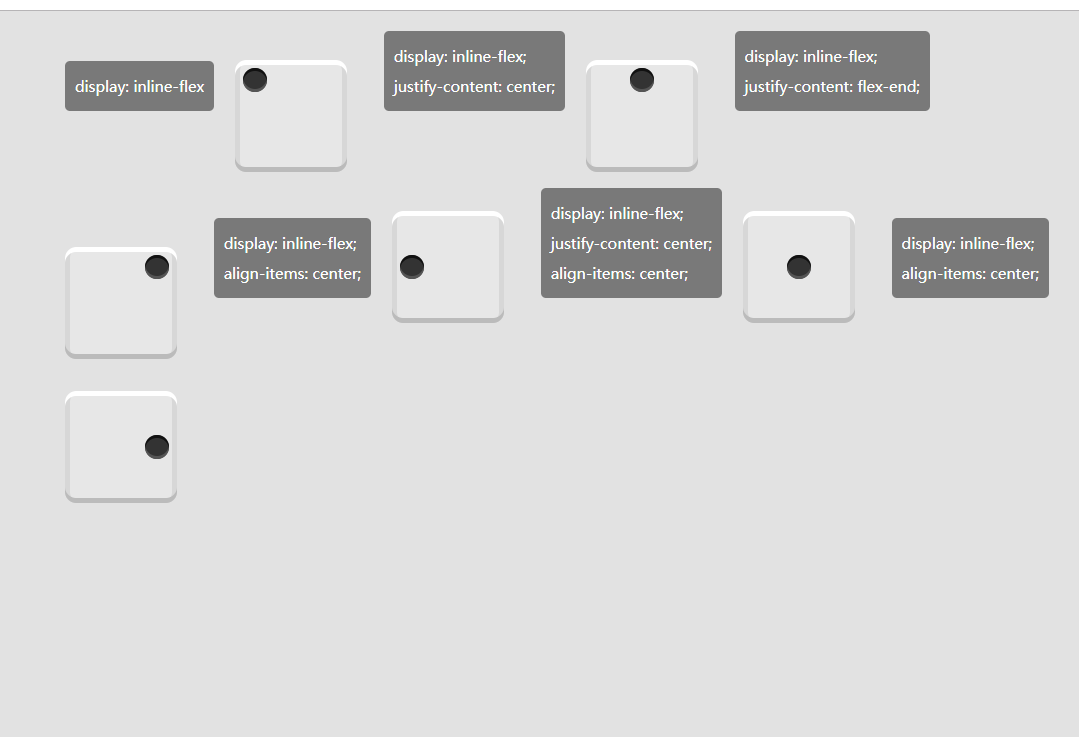 display: inline-flex
display: inline-flex;
justify-content: center;
display: inline-flex;
justify-content: flex-end;
display: inline-flex;
align-items: center;
display: inline-flex;
justify-content: center;
align-items: center;
display: inline-flex;
align-items: center;